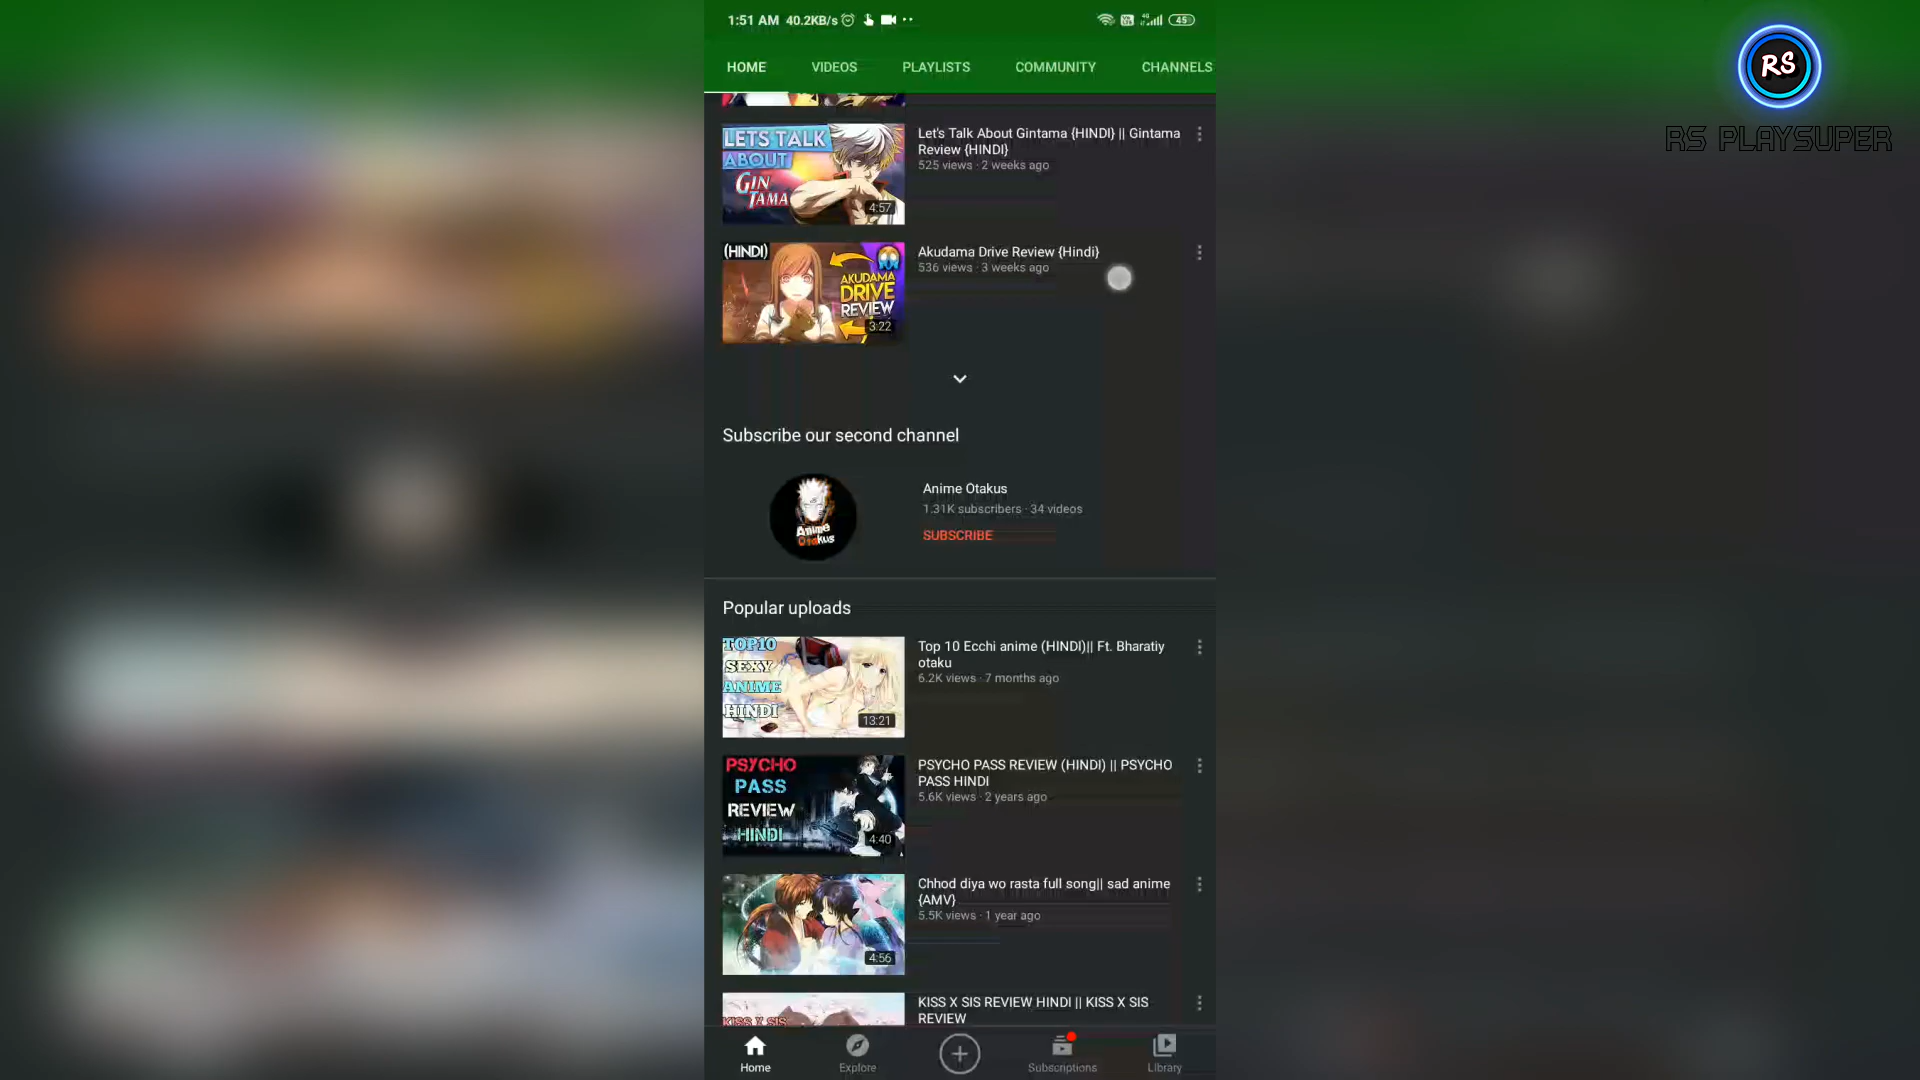 1:51 AM 40.2KB/s
45
HOME VIDEOS PLAYLISTS COMMUNITY CHANNELS
RS
RS PLAYSUPER
LETS TALK
ABOUT
GIN
TAMA
4:57
Let's Talk About Gintama {HINDI} || Gintama
Review {HINDI}
525 views · 2 weeks ago
(HINDI)
AKUDAMA
DRIVE
REVIEW
3:22
Akudama Drive Review {Hindi}
536 views · 3 weeks ago
Subscribe our second channel
Anime
Otakus
Anime Otakus
1.31K subscribers · 34 videos
SUBSCRIBE
Popular uploads
TOP10
SEXY
ANIME
HINDI
13:21
Top 10 Ecchi anime (HINDI)|| Ft. Bharatiy
otaku
6.2K views · 7 months ago
PSYCHO
PASS
REVIEW
HINDI
4:40
PSYCHO PASS REVIEW (HINDI) || PSYCHO
PASS HINDI
5.6K views · 2 years ago
4:56
Chhod diya wo rasta full song|| sad anime
{AMV}
5.5K views · 1 year ago
KISS X SIS
KISS X SIS REVIEW HINDI || KISS X SIS
REVIEW
Home Explore Subscriptions Library